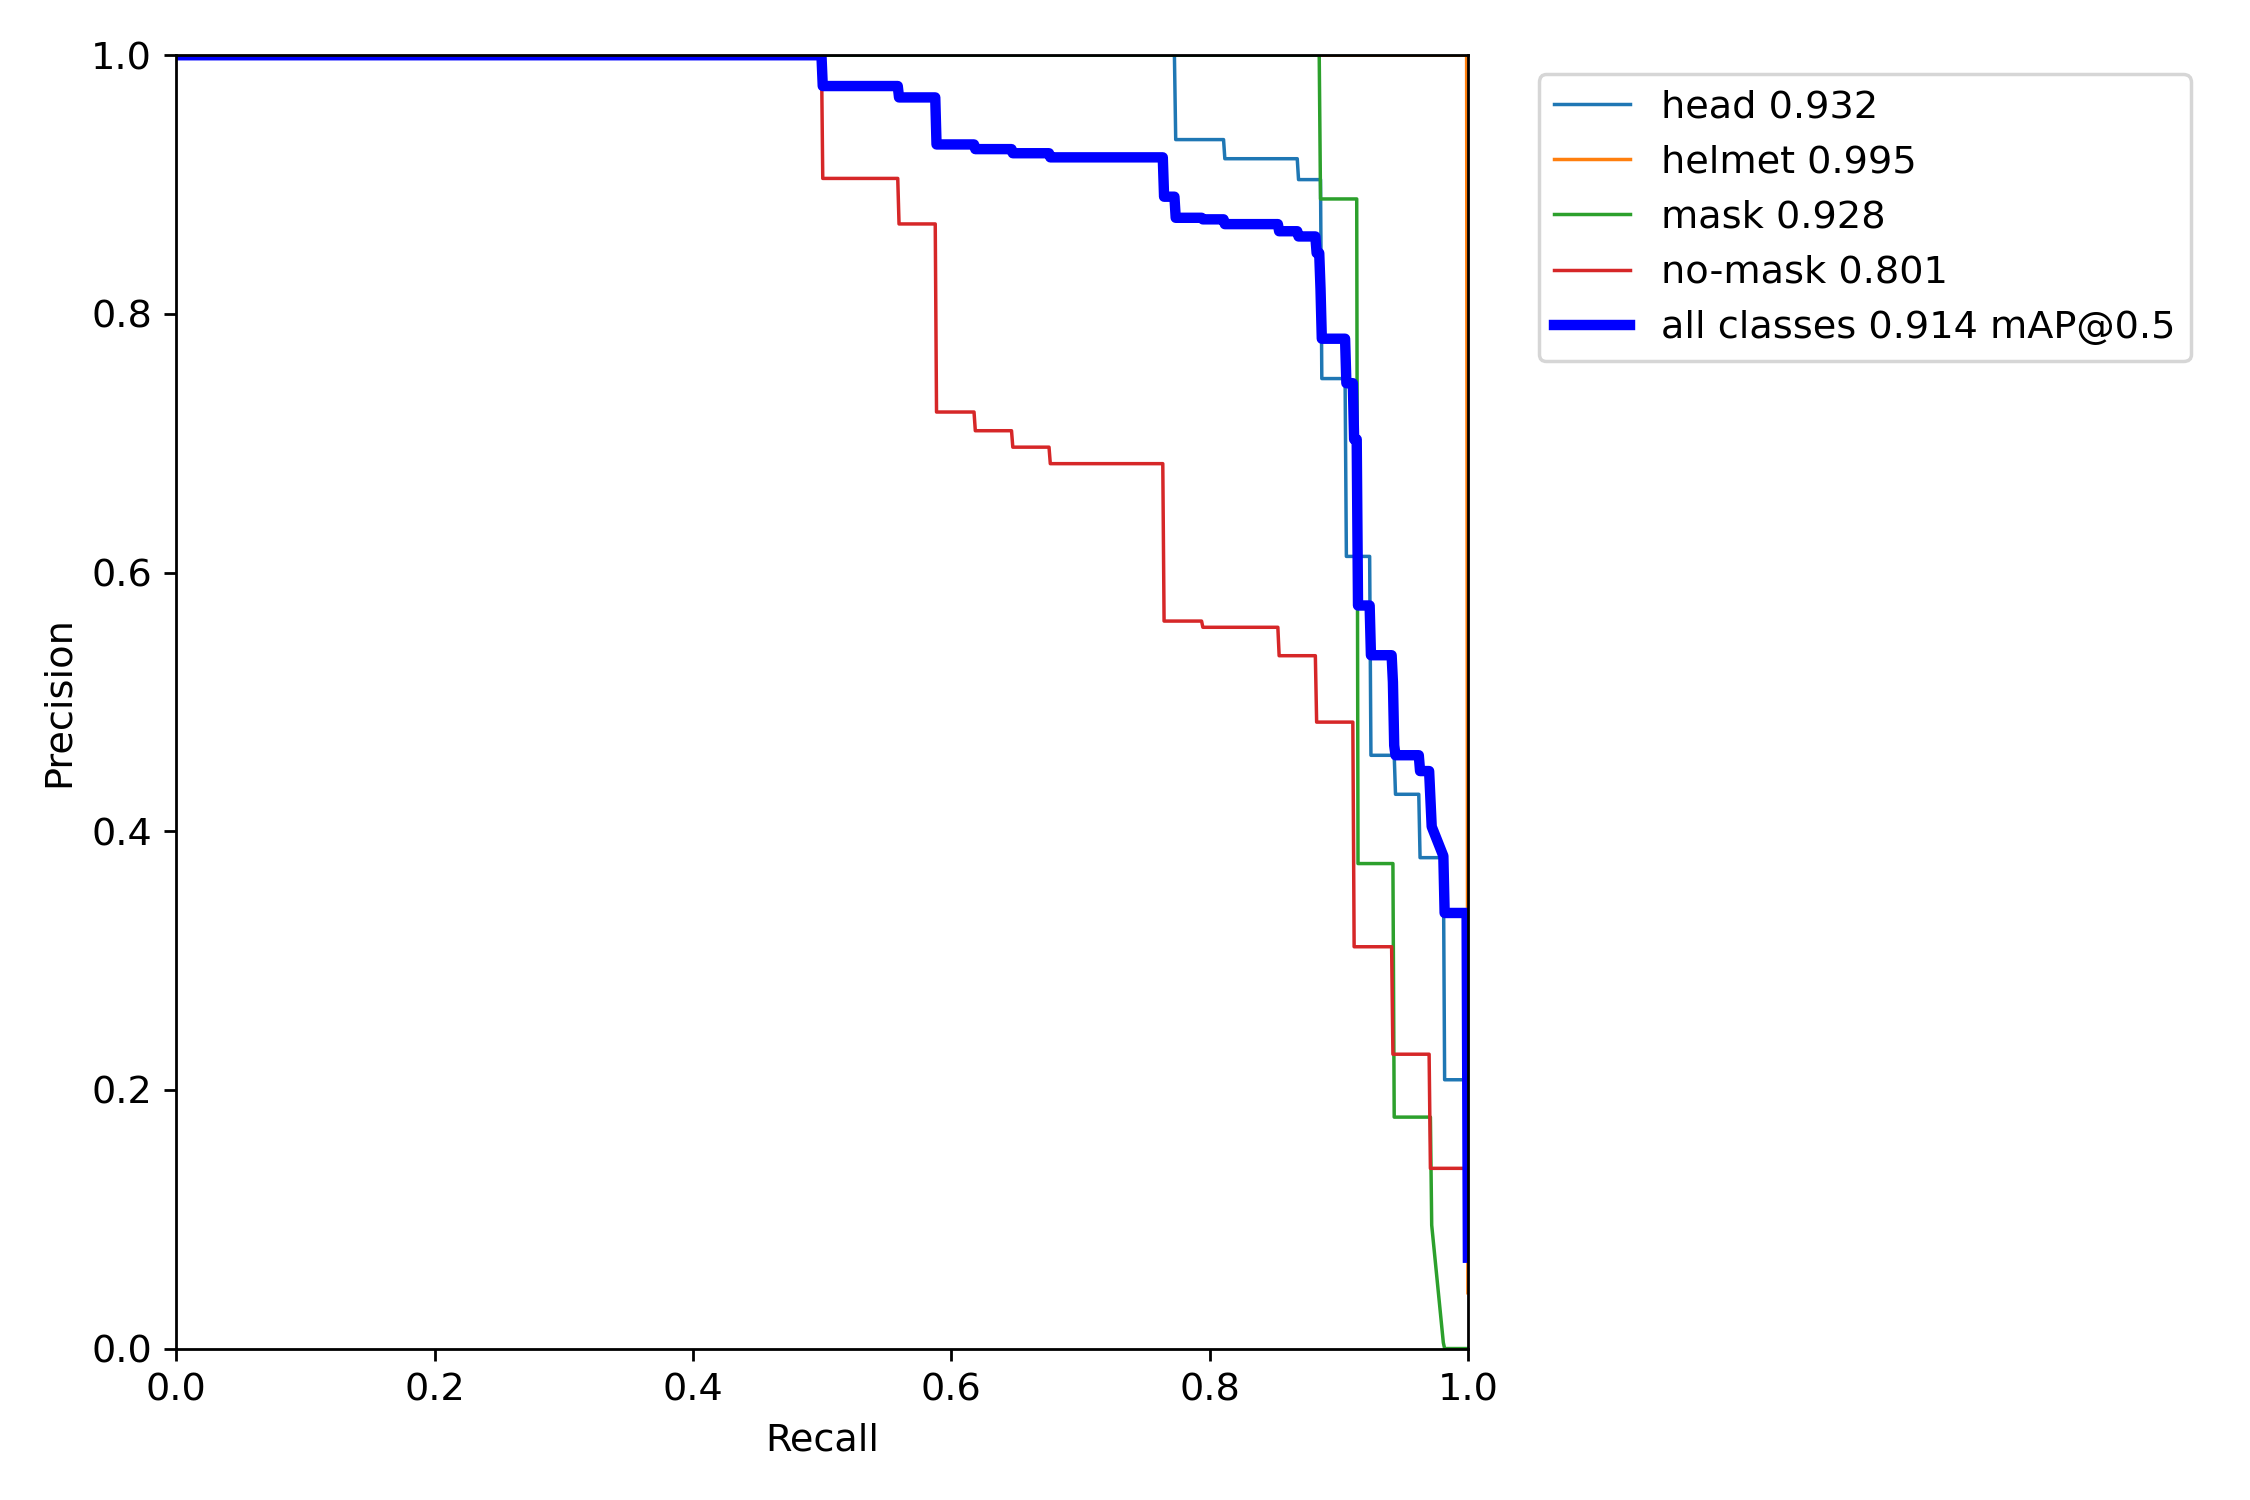 1.0
0.8
0.6
0.4
0.2
0.0
Precision
0.0 0.2 0.4 0.6 0.8 1.0
Recall
head 0.932
helmet 0.995
mask 0.928
no-mask 0.801
all classes 0.914 mAP@0.5